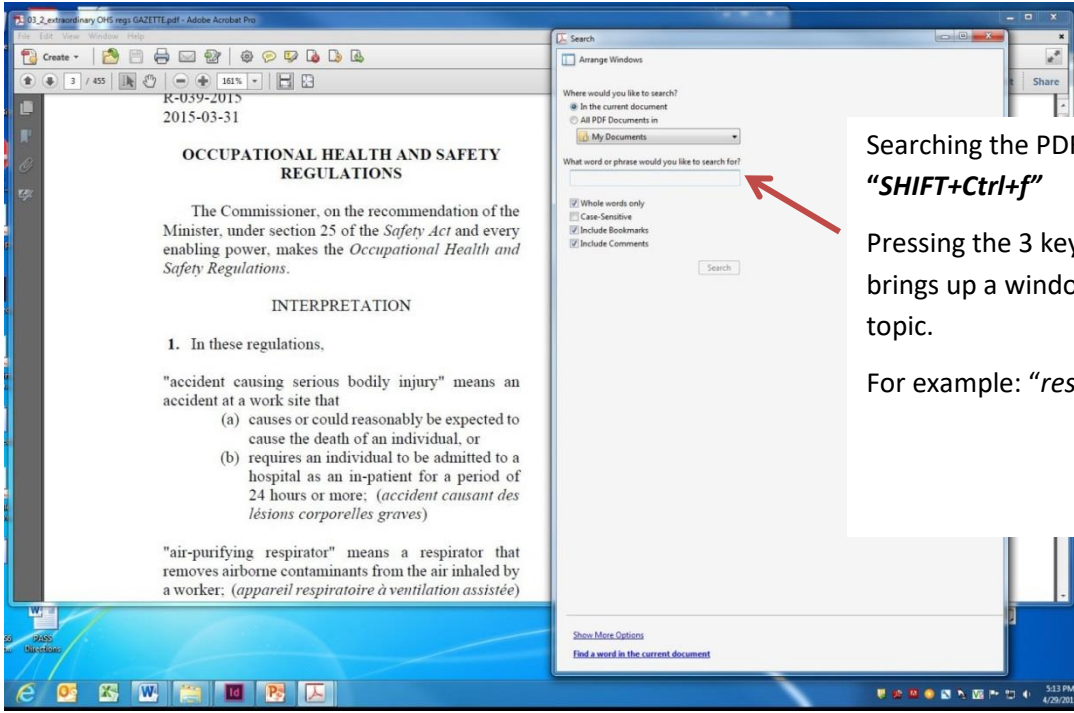 03_2_extraordinary OHS regs GAZETTE.pdf - Adobe Acrobat Pro
File Edit View Window Help
Create
3 / 455
161%
Share
R-039-2015
2015-03-31
OCCUPATIONAL HEALTH AND SAFETY
REGULATIONS
The Commissioner, on the recommendation of the
Minister, under section 25 of the Safety Act and every
enabling power, makes the Occupational Health and
Safety Regulations.
INTERPRETATION
1. In these regulations,
"accident causing serious bodily injury" means an
accident at a work site that
(a) causes or could reasonably be expected to
cause the death of an individual, or
(b) requires an individual to be admitted to a
hospital as an in-patient for a period of
24 hours or more; (accident causant des
lésions corporelles graves)
"air-purifying respirator" means a respirator that
removes airborne contaminants from the air inhaled by
a worker; (appareil respiratoire à ventilation assistée)
Search
Arrange Windows
Where would you like to search?
In the current document
All PDF Documents in
My Documents
What word or phrase would you like to search for?
Whole words only
Case-Sensitive
Include Bookmarks
Include Comments
Search
Show More Options
Find a word in the current document
Searching the PDF
“SHIFT+Ctrl+f”
Pressing the 3 key
brings up a windo
topic.
For example: “res
PASS
Directions
5:13 PM
4/29/201